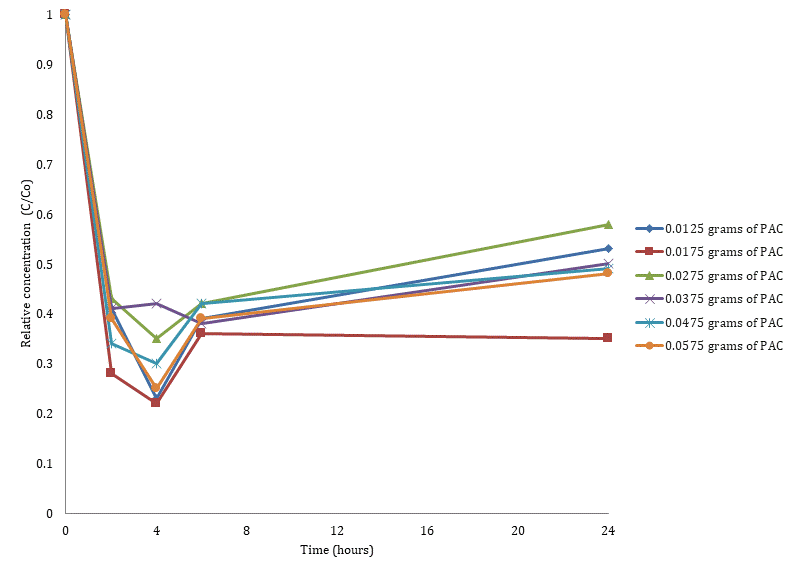 1
0.9
0.8
0.7
0.6
0.5
0.4
0.3
0.2
0.1
0
Relative concentration (C/Co)
0 4 8 12 16 20 24
Time (hours)
0.0125 grams of PAC
0.0175 grams of PAC
0.0275 grams of PAC
0.0375 grams of PAC
0.0475 grams of PAC
0.0575 grams of PAC